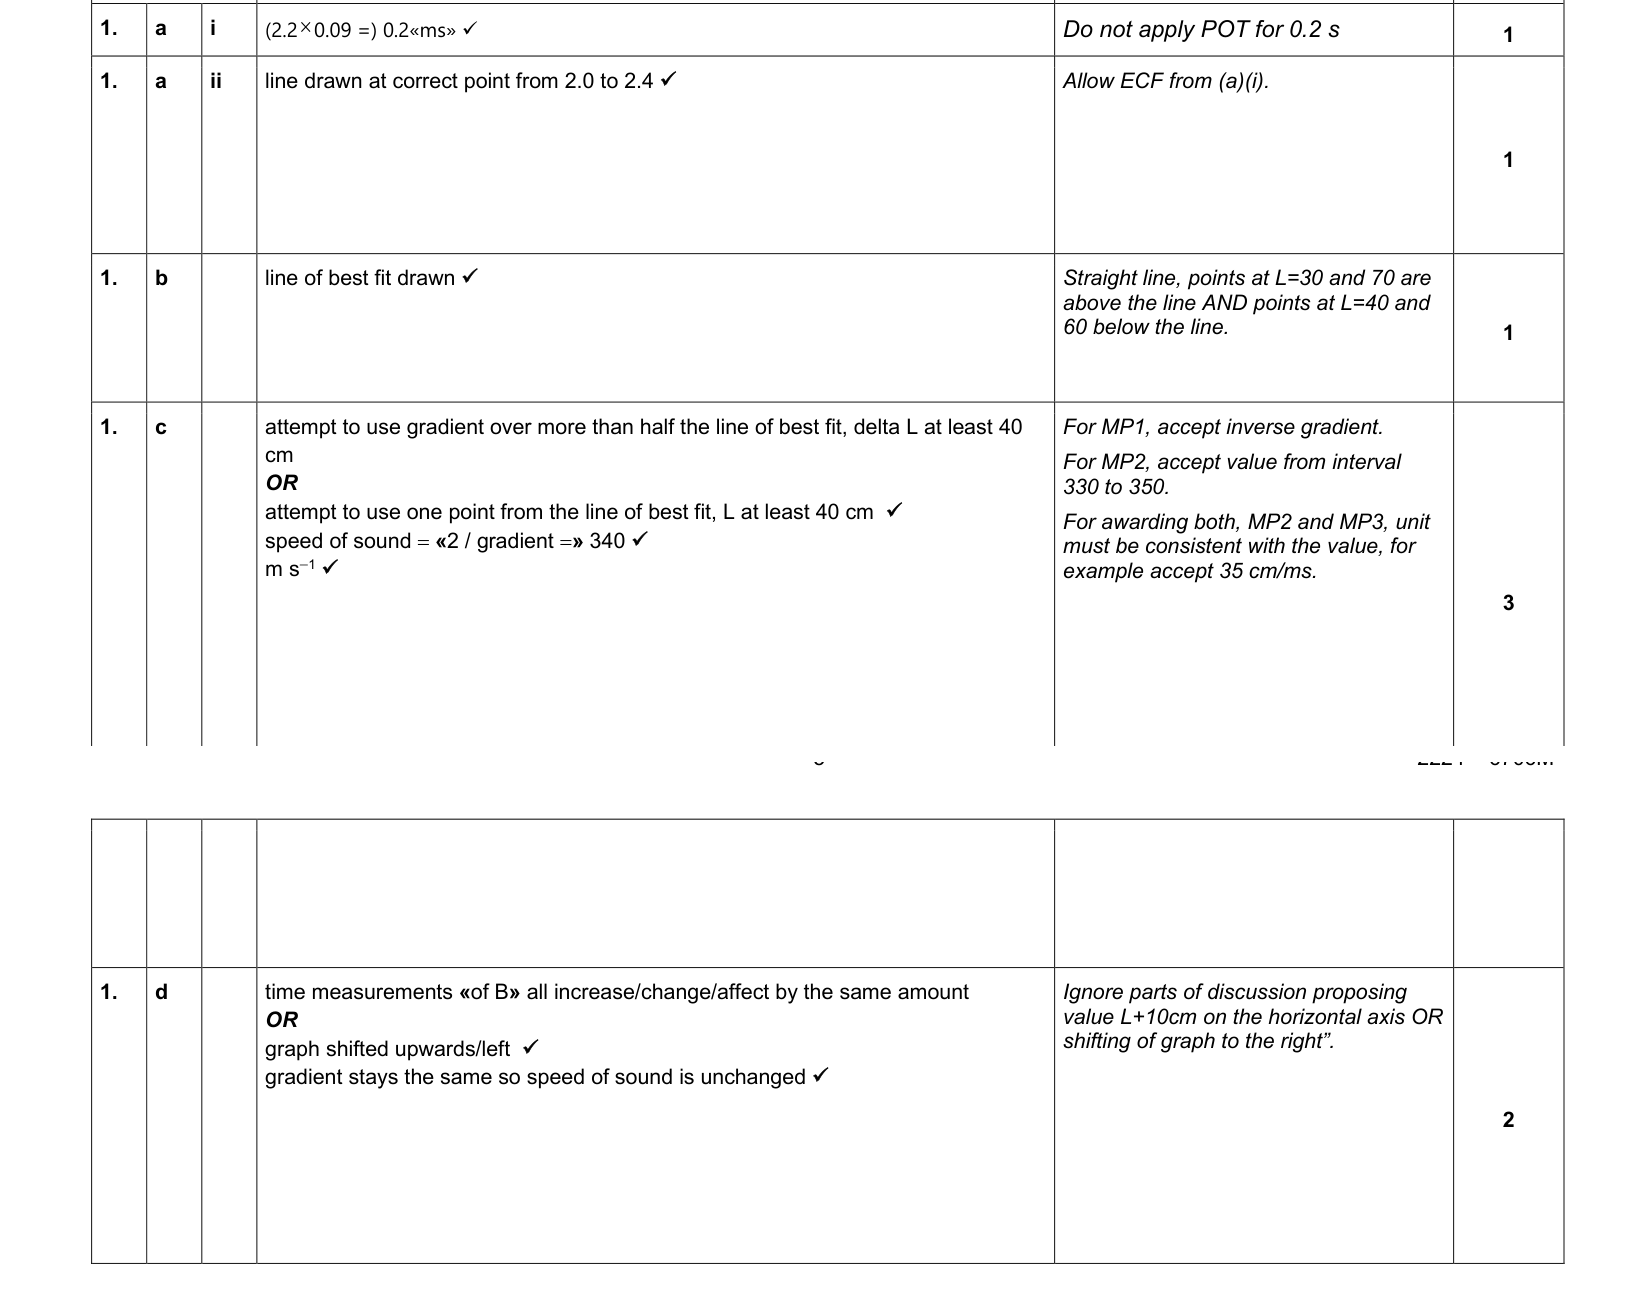 1. a i (2.2×0.09 =) 0.2«ms» ✓ Do not apply POT for 0.2 s 1
1. a ii line drawn at correct point from 2.0 to 2.4 ✓ Allow ECF from (a)(i).
1
1. b line of best fit drawn ✓ Straight line, points at L=30 and 70 are
above the line AND points at L=40 and
60 below the line.
1
1. c attempt to use gradient over more than half the line of best fit, delta L at least 40
cm
OR
attempt to use one point from the line of best fit, L at least 40 cm ✓
speed of sound = «2 / gradient =» 340 ✓
m s⁻¹ ✓
For MP1, accept inverse gradient.
For MP2, accept value from interval
330 to 350.
For awarding both, MP2 and MP3, unit
must be consistent with the value, for
example accept 35 cm/ms.
3
1. d time measurements «of B» all increase/change/affect by the same amount
OR
graph shifted upwards/left ✓
gradient stays the same so speed of sound is unchanged ✓
Ignore parts of discussion proposing
value L+10cm on the horizontal axis OR
shifting of graph to the right”.
2